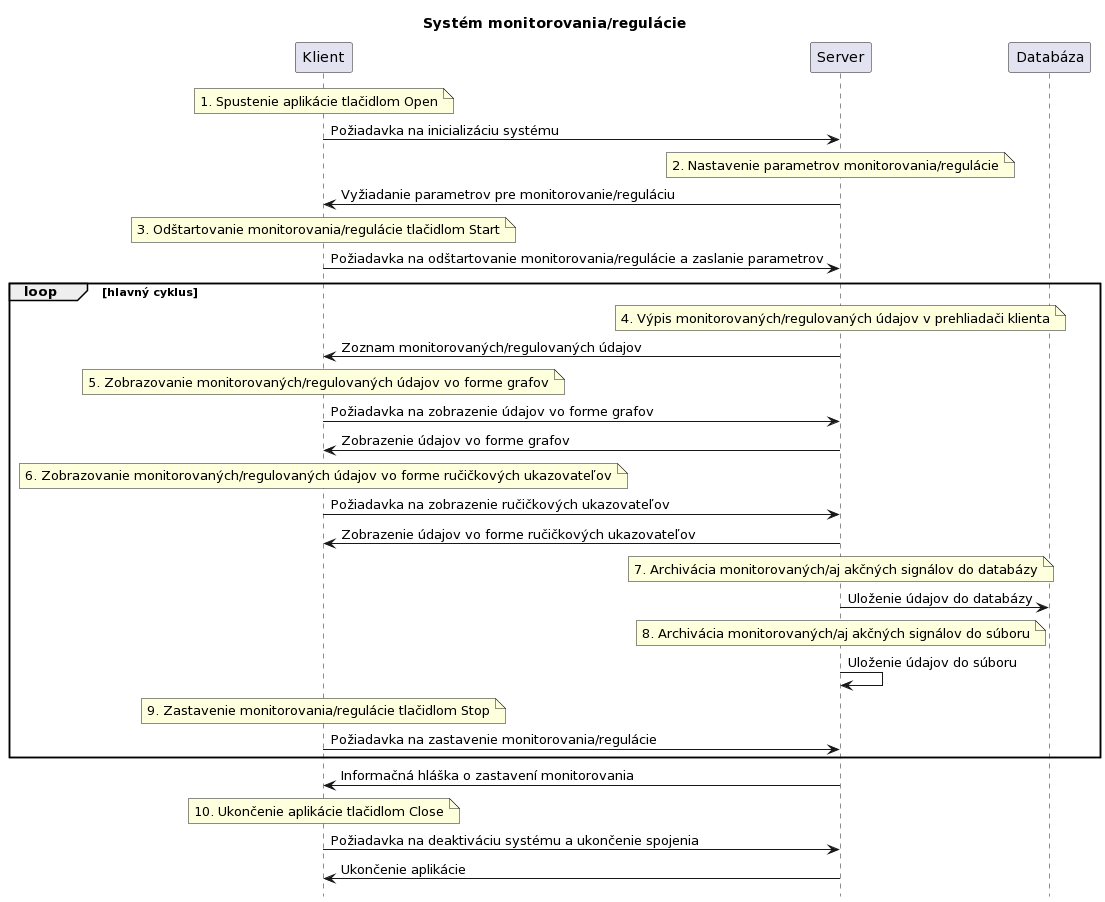 Systém monitorovania/regulácie
Klient
Server
Databáza
1. Spustenie aplikácie tlačidlom Open
Požiadavka na inicializáciu systému
2. Nastavenie parametrov monitorovania/regulácie
Vyžiadanie parametrov pre monitorovanie/reguláciu
3. Odštartovanie monitorovania/regulácie tlačidlom Start
Požiadavka na odštartovanie monitorovania/regulácie a zaslanie parametrov
loop [hlavný cyklus]
4. Výpis monitorovaných/regulovaných údajov v prehliadači klienta
Zoznam monitorovaných/regulovaných údajov
5. Zobrazovanie monitorovaných/regulovaných údajov vo forme grafov
Požiadavka na zobrazenie údajov vo forme grafov
Zobrazenie údajov vo forme grafov
6. Zobrazovanie monitorovaných/regulovaných údajov vo forme ručičkových ukazovateľov
Požiadavka na zobrazenie ručičkových ukazovateľov
Zobrazenie údajov vo forme ručičkových ukazovateľov
7. Archivácia monitorovaných/aj akčných signálov do databázy
Uloženie údajov do databázy
8. Archivácia monitorovaných/aj akčných signálov do súboru
Uloženie údajov do súboru
9. Zastavenie monitorovania/regulácie tlačidlom Stop
Požiadavka na zastavenie monitorovania/regulácie
Informačná hláška o zastavení monitorovania
10. Ukončenie aplikácie tlačidlom Close
Požiadavka na deaktiváciu systému a ukončenie spojenia
Ukončenie aplikácie